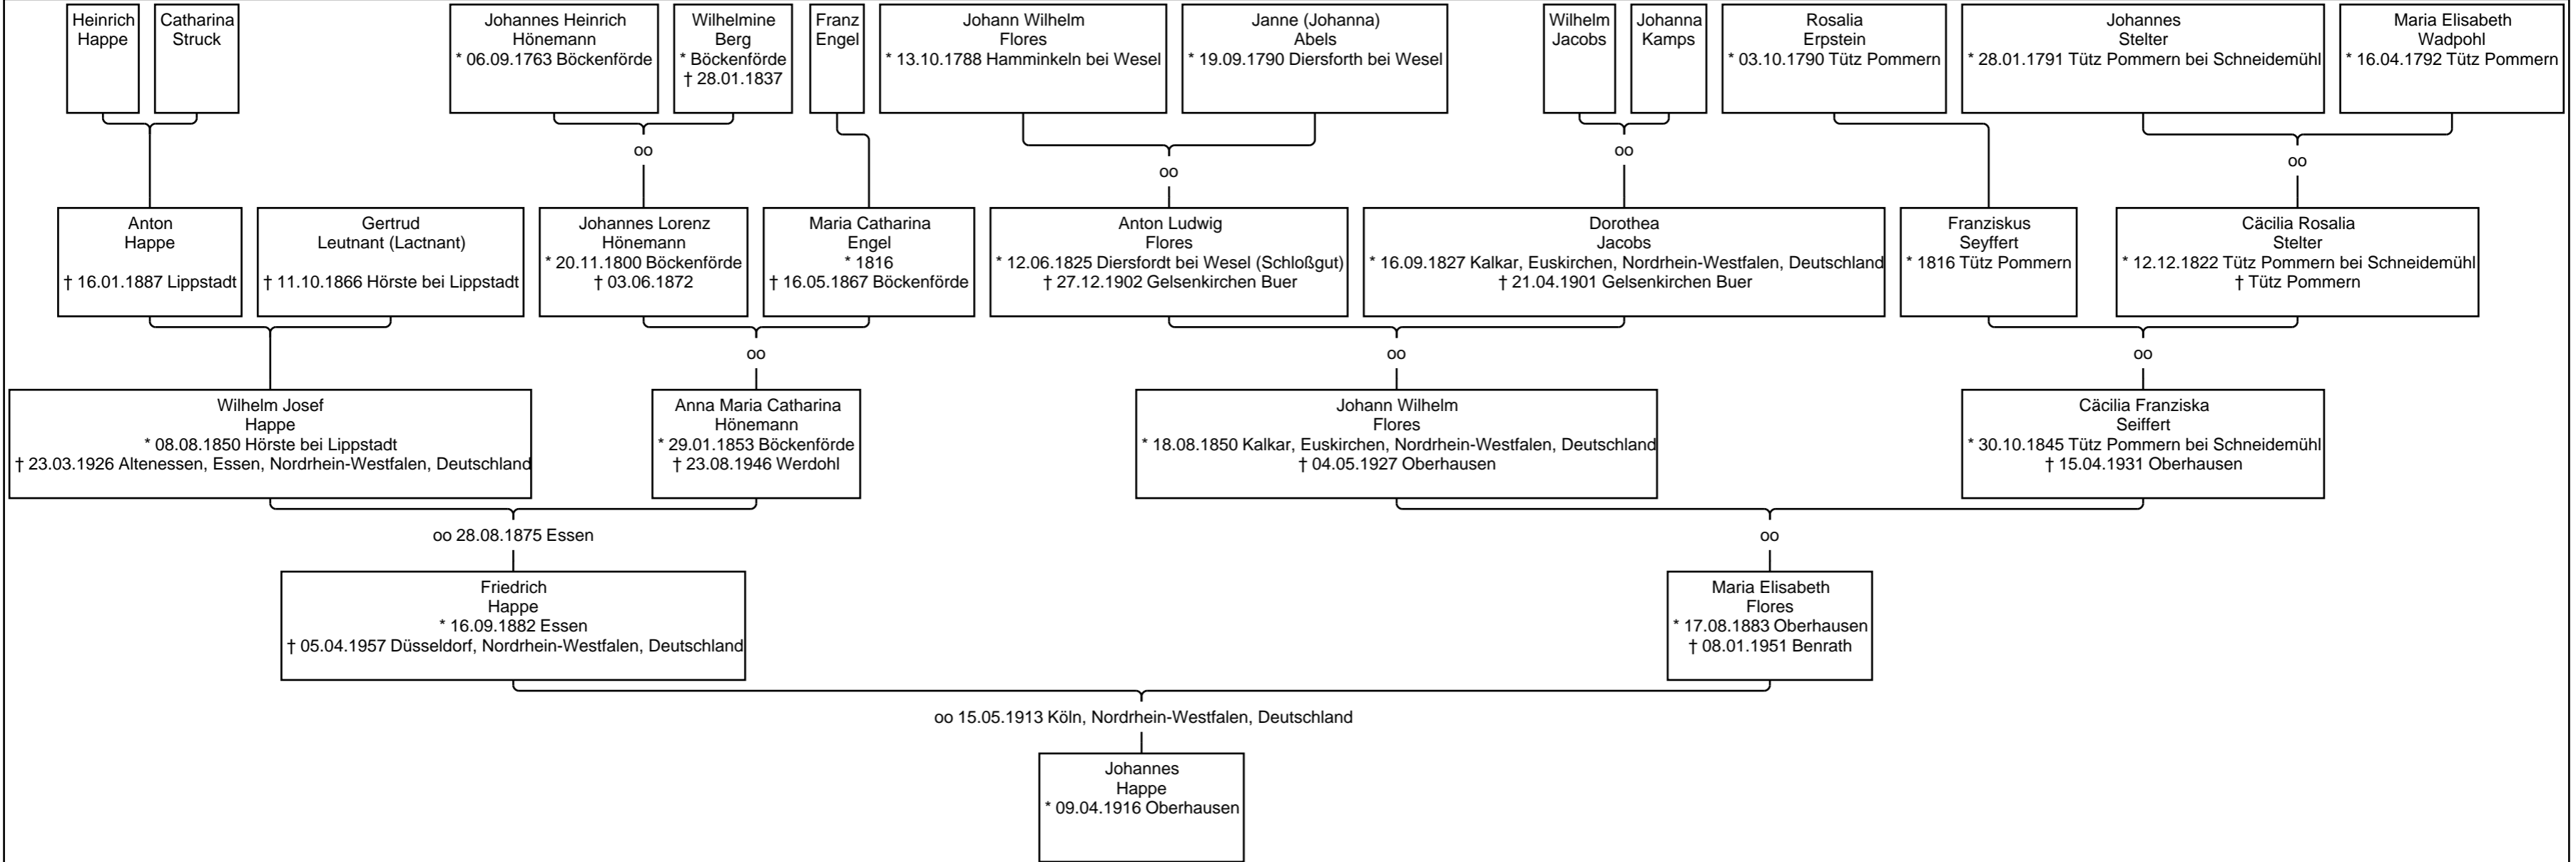 Heinrich
Happe
Catharina
Struck
Johannes Heinrich
Hönemann
* 06.09.1763 Böckenförde
Wilhelmine
Berg
* Böckenförde
† 28.01.1837
Franz
Engel
Johann Wilhelm
Flores
* 13.10.1788 Hamminkeln bei Wesel
Janne (Johanna)
Abels
* 19.09.1790 Diersforth bei Wesel
Wilhelm
Jacobs
Johanna
Kamps
Rosalia
Erpstein
* 03.10.1790 Tütz Pommern
Johannes
Stelter
* 28.01.1791 Tütz Pommern bei Schneidemühl
Maria Elisabeth
Wadpohl
* 16.04.1792 Tütz Pommern
oo
oo
oo
oo
Anton
Happe
† 16.01.1887 Lippstadt
Gertrud
Leutnant (Lactnant)
† 11.10.1866 Hörste bei Lippstadt
Johannes Lorenz
Hönemann
* 20.11.1800 Böckenförde
† 03.06.1872
Maria Catharina
Engel
* 1816
† 16.05.1867 Böckenförde
Anton Ludwig
Flores
* 12.06.1825 Diersfordt bei Wesel (Schloßgut)
† 27.12.1902 Gelsenkirchen Buer
Dorothea
Jacobs
* 16.09.1827 Kalkar, Euskirchen, Nordrhein-Westfalen, Deutschland
† 21.04.1901 Gelsenkirchen Buer
Franziskus
Seyffert
* 1816 Tütz Pommern
Cäcilia Rosalia
Stelter
* 12.12.1822 Tütz Pommern bei Schneidemühl
† Tütz Pommern
oo
oo
oo
Wilhelm Josef
Happe
* 08.08.1850 Hörste bei Lippstadt
† 23.03.1926 Altenessen, Essen, Nordrhein-Westfalen, Deutschland
Anna Maria Catharina
Hönemann
* 29.01.1853 Böckenförde
† 23.08.1946 Werdohl
Johann Wilhelm
Flores
* 18.08.1850 Kalkar, Euskirchen, Nordrhein-Westfalen, Deutschland
† 04.05.1927 Oberhausen
Cäcilia Franziska
Seiffert
* 30.10.1845 Tütz Pommern bei Schneidemühl
† 15.04.1931 Oberhausen
oo 28.08.1875 Essen
oo
Friedrich
Happe
* 16.09.1882 Essen
† 05.04.1957 Düsseldorf, Nordrhein-Westfalen, Deutschland
Maria Elisabeth
Flores
* 17.08.1883 Oberhausen
† 08.01.1951 Benrath
oo 15.05.1913 Köln, Nordrhein-Westfalen, Deutschland
Johannes
Happe
* 09.04.1916 Oberhausen